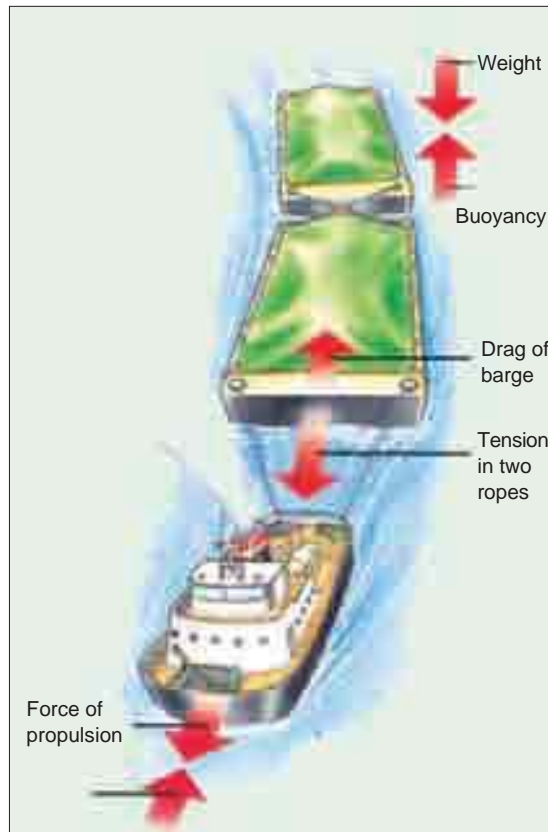 Weight
Buoyancy
Drag of
barge
Tension
in two
ropes
Force of
propulsion